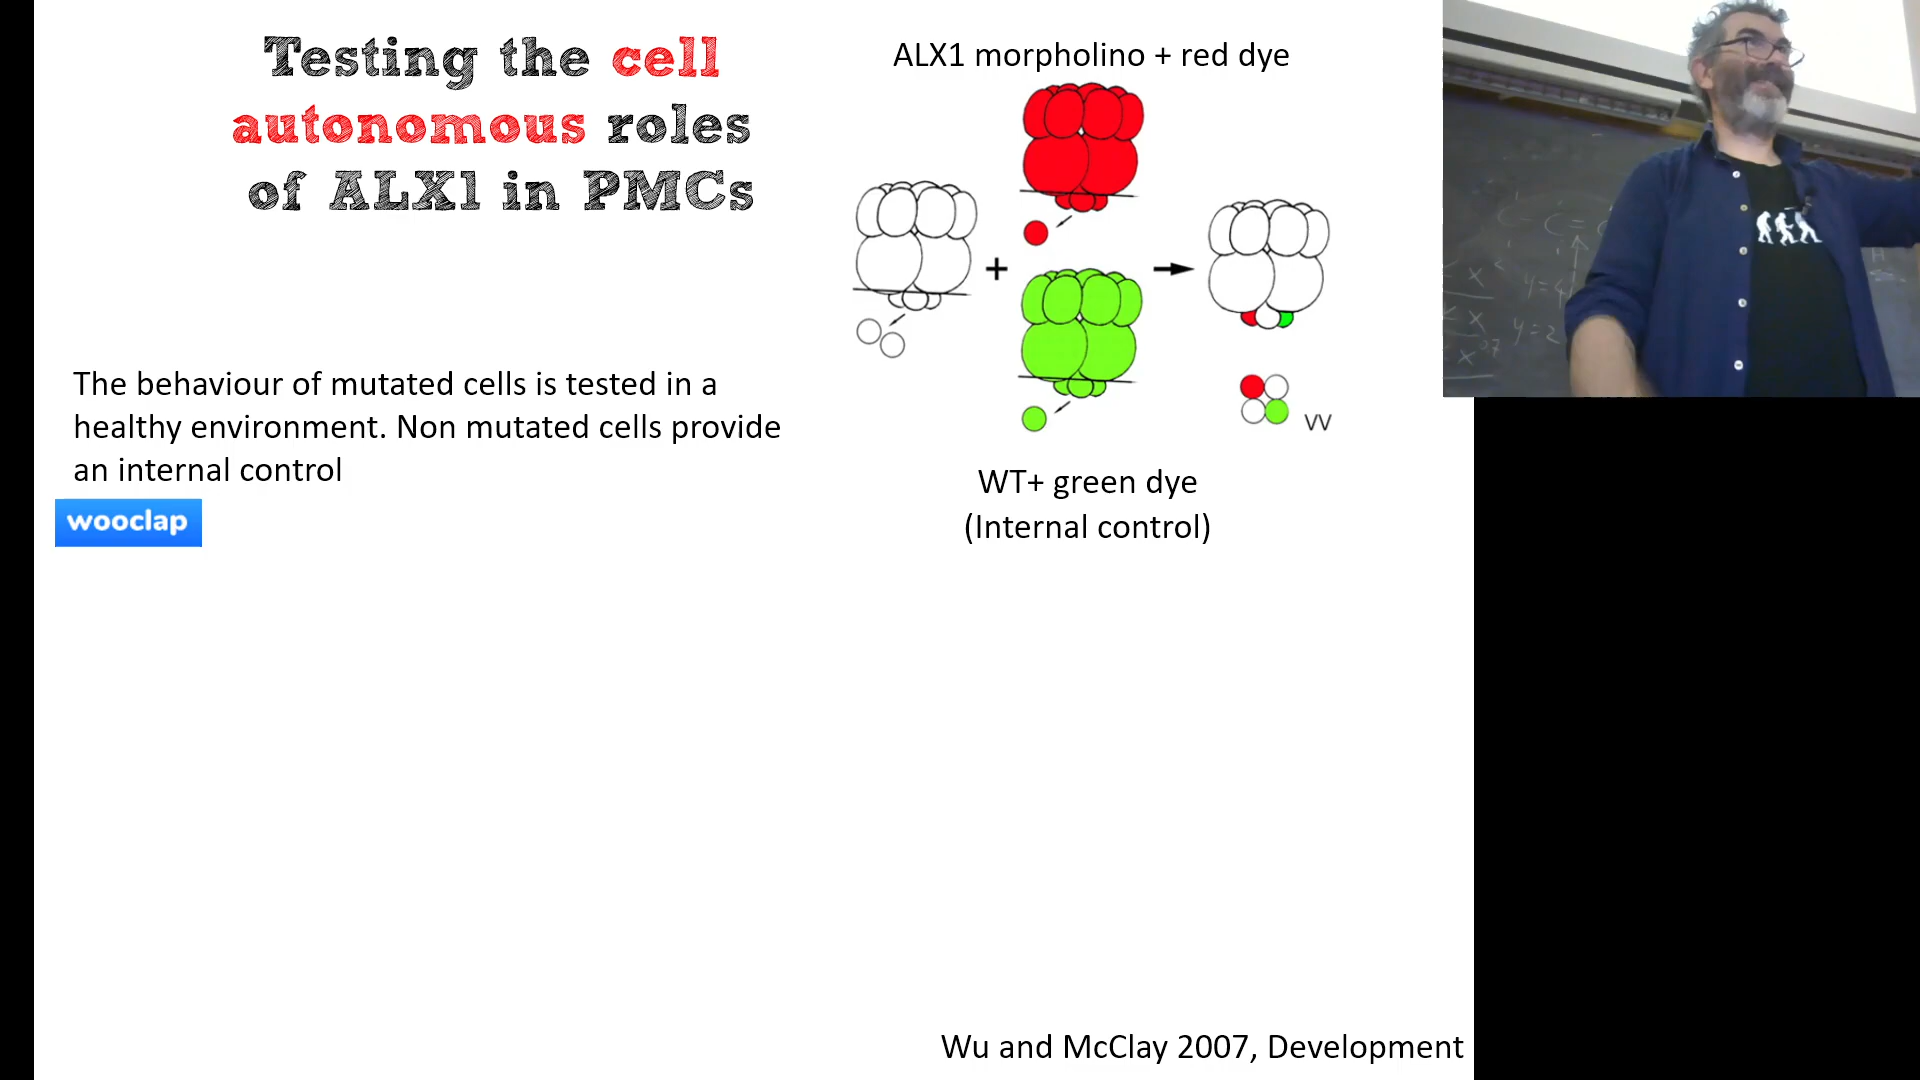 Testing the cell
autonomous roles
of ALX1 in PMCs
ALX1 morpholino + red dye
+
The behaviour of mutated cells is tested in a
healthy environment. Non mutated cells provide
an internal control
wooclap
VV
WT+ green dye
(Internal control)
Wu and McClay 2007, Development